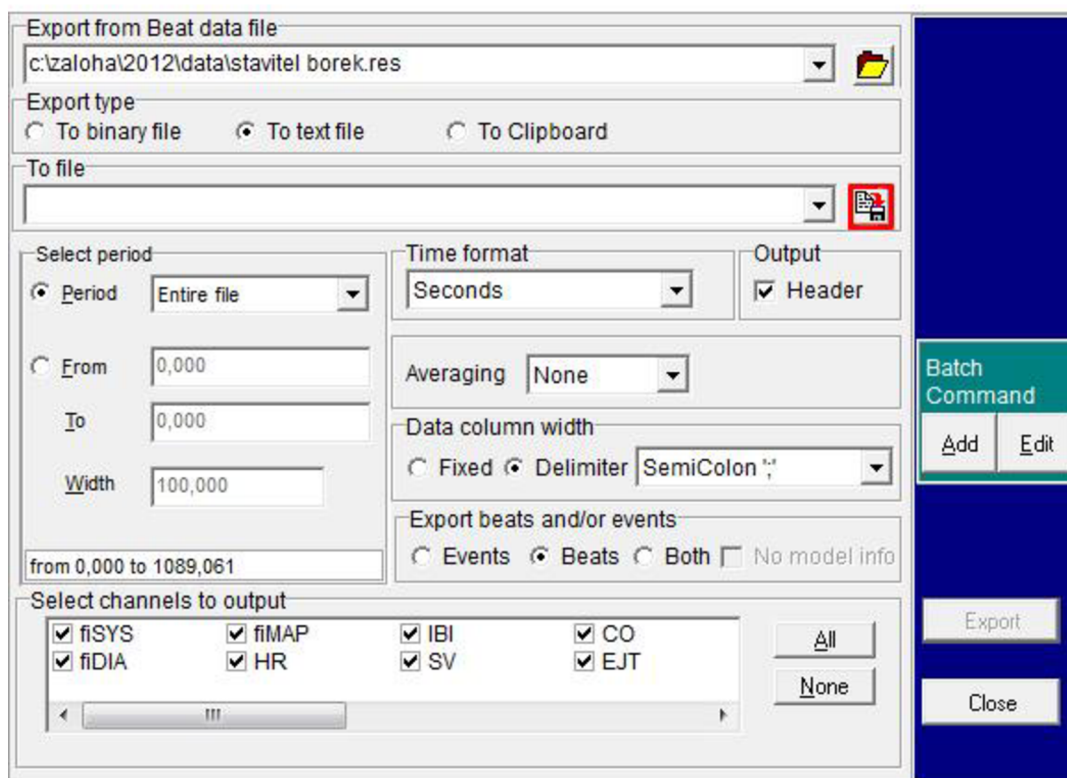 Export from Beat data file
c:\zaloha\2012\data\stavitel borek.res
Export type
To binary file To text file To Clipboard
To file
Select period
Period Entire file
From 0,000
To 0,000
Width 100,000
from 0,000 to 1089,061
Time format
Seconds
Output
Header
Averaging None
Data column width
Fixed Delimiter SemiColon ';'
Export beats and/or events
Events Beats Both No model info
Select channels to output
fiSYS fiMAP IBI CO
fiDIA HR SV EJT
All
None
Batch
Command
Add Edit
Export
Close